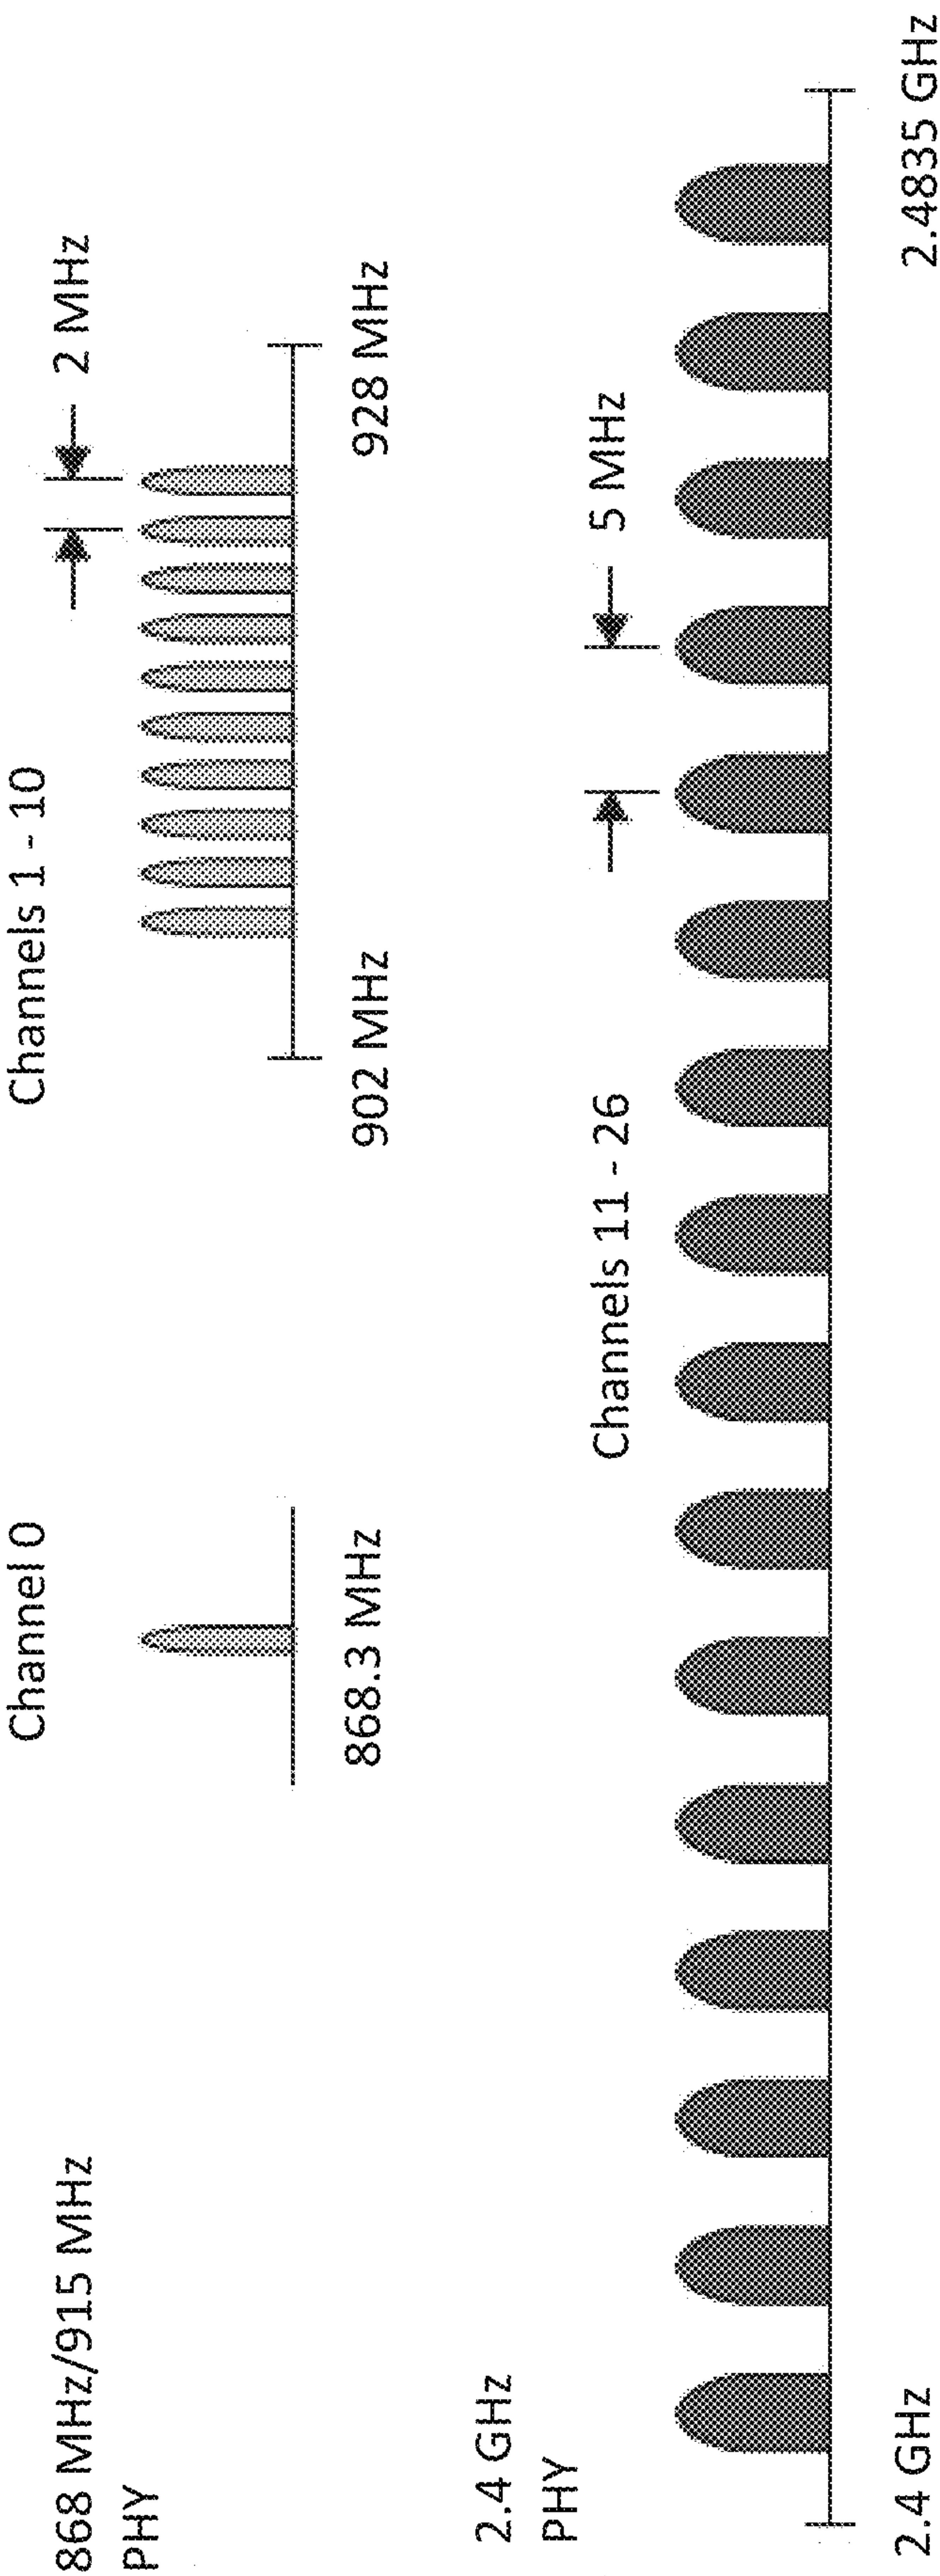 868 MHz/915 MHz
PHY
Channel 0
868.3 MHz
Channels 1 - 10
2 MHz
902 MHz
928 MHz
2.4 GHz
PHY
Channels 11 - 26
5 MHz
2.4 GHz
2.4835 GHz